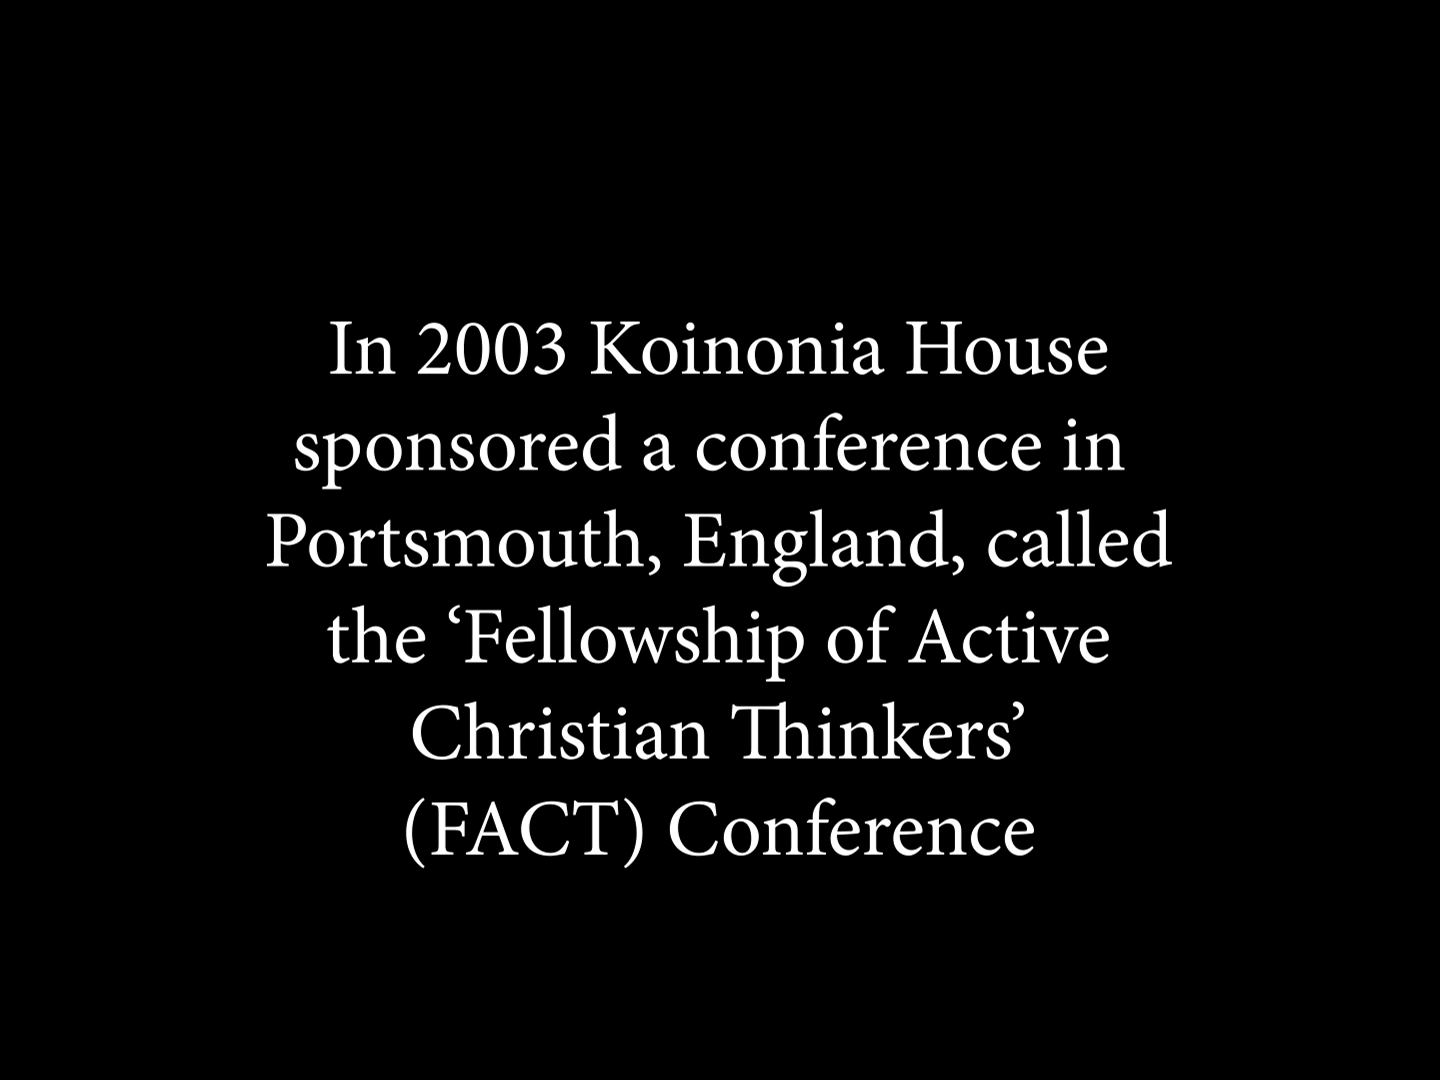 In 2003 Koinonia House
sponsored a conference in
Portsmouth, England, called
the ‘Fellowship of Active
Christian Thinkers’
(FACT) Conference